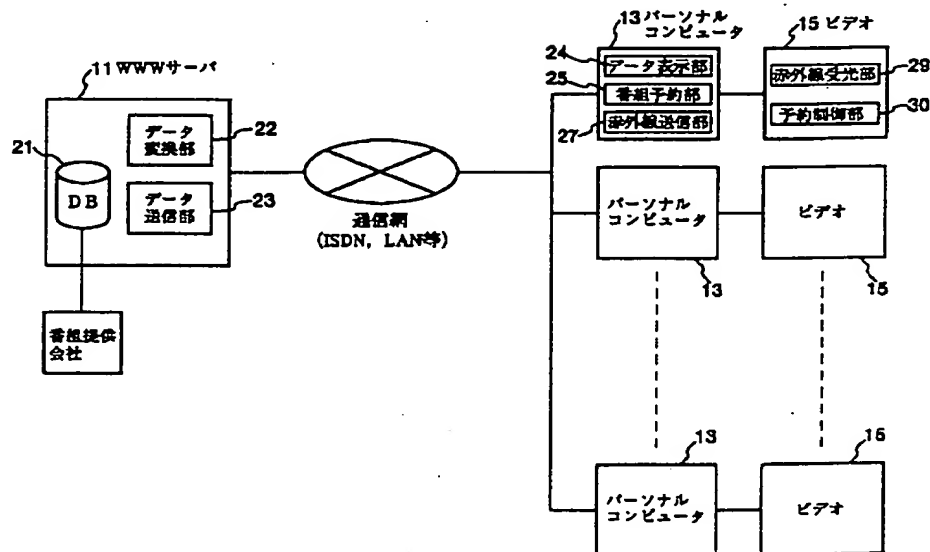 11 WWWサーバ
21
DB
データ
変換部
22
データ
送信部
23
番組提供
会社
通信網
(ISDN, LAN等)
13 パーソナル
コンピュータ
24
データ表示部
25
番組予約部
27
赤外線送信部
15 ビデオ
赤外線受光部
29
予約制御部
30
パーソナル
コンピュータ
13
ビデオ
15
13
パーソナル
コンピュータ
15
ビデオ